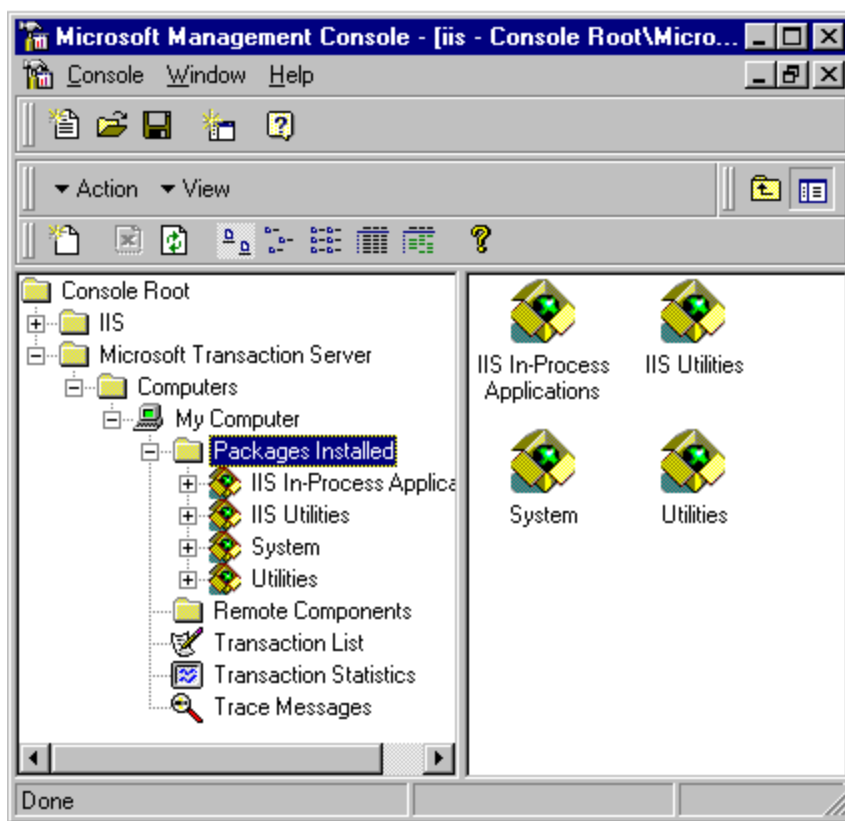 Microsoft Management Console - [iis - Console Root\Micro...
Console Window Help
Action View
Console Root
IIS
Microsoft Transaction Server
Computers
My Computer
Packages Installed
IIS In-Process Applica
IIS Utilities
System
Utilities
Remote Components
Transaction List
Transaction Statistics
Trace Messages
IIS In-Process
Applications
IIS Utilities
System
Utilities
Done